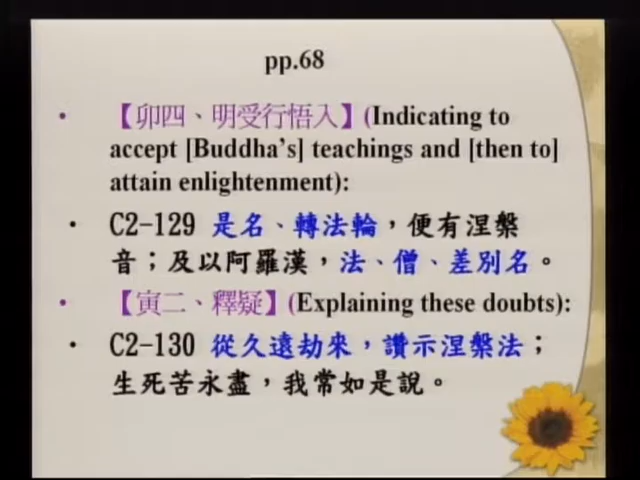 pp.68
• 【卯四、明受行悟入】(Indicating to
accept [Buddha's] teachings and [then to]
attain enlightenment):
• C2-129 是名、轉法輪，便有涅槃
音；及以阿羅漢，法、僧、差別名。
• 【寅二、釋疑】(Explaining these doubts):
• C2-130 從久遠劫來，讚示涅槃法；
生死苦永盡，我常如是說。